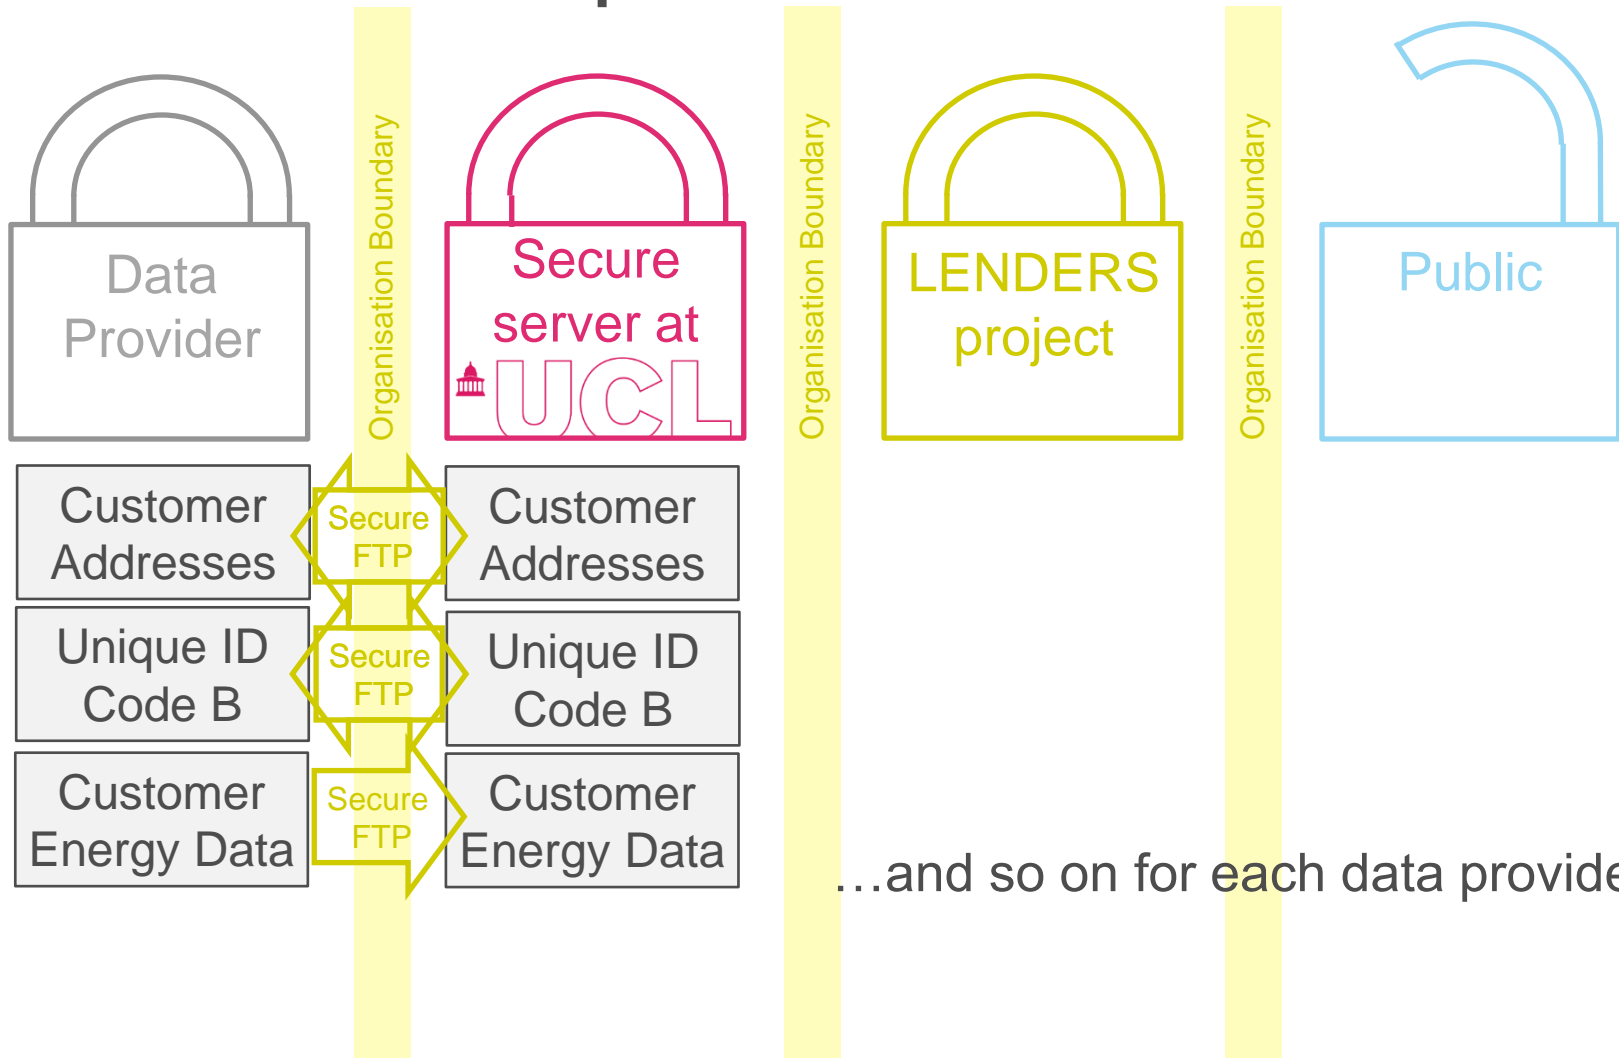 Data
Provider
Organisation Boundary
Secure
server at
UCL
Organisation Boundary
LENDERS
project
Organisation Boundary
Public
Customer
Addresses
Secure
FTP
Customer
Addresses
Unique ID
Code B
Secure
FTP
Unique ID
Code B
Customer
Energy Data
Secure
FTP
Customer
Energy Data
…and so on for each data provide